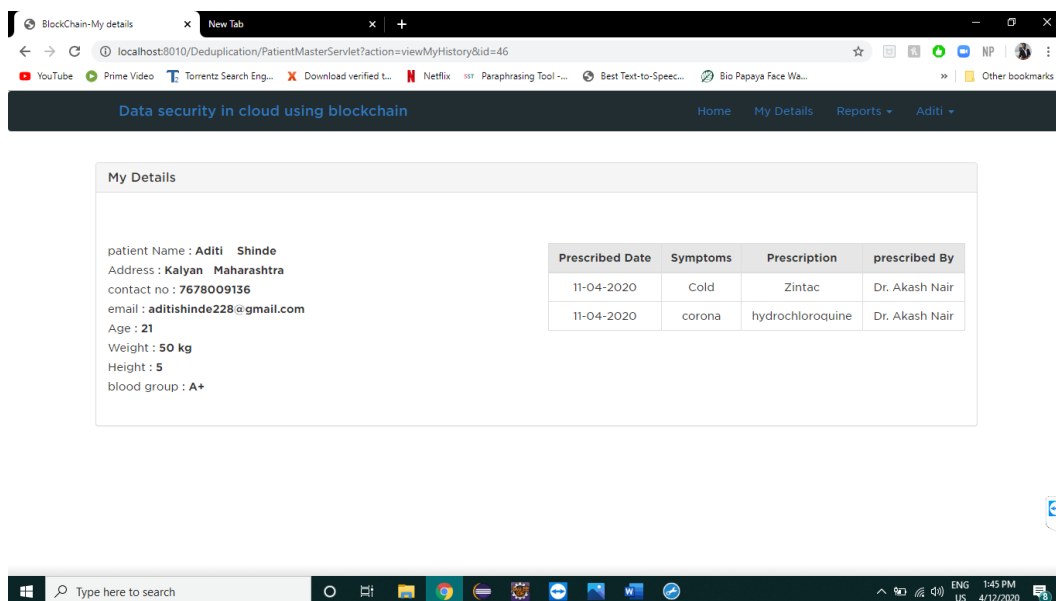 BlockChain-My details
New Tab
localhost:8010/Deduplication/PatientMasterServlet?action=viewMyHistory&id=46
NP
YouTube Prime Video Torrentz Search Eng... Download verified t... Netflix sst Paraphrasing Tool -... Best Text-to-Speec... Bio Papaya Face Wa... » Other bookmarks
Data security in cloud using blockchain Home My Details Reports Aditi
My Details
patient Name : Aditi Shinde
Address : Kalyan Maharashtra
contact no : 7678009136
email : aditishinde228@gmail.com
Age : 21
Weight : 50 kg
Height : 5
blood group : A+
Prescribed Date Symptoms Prescription prescribed By
11-04-2020 Cold Zintac Dr. Akash Nair
11-04-2020 corona hydrochloroquine Dr. Akash Nair
Type here to search
ENG
US
1:45 PM
4/12/2020
8